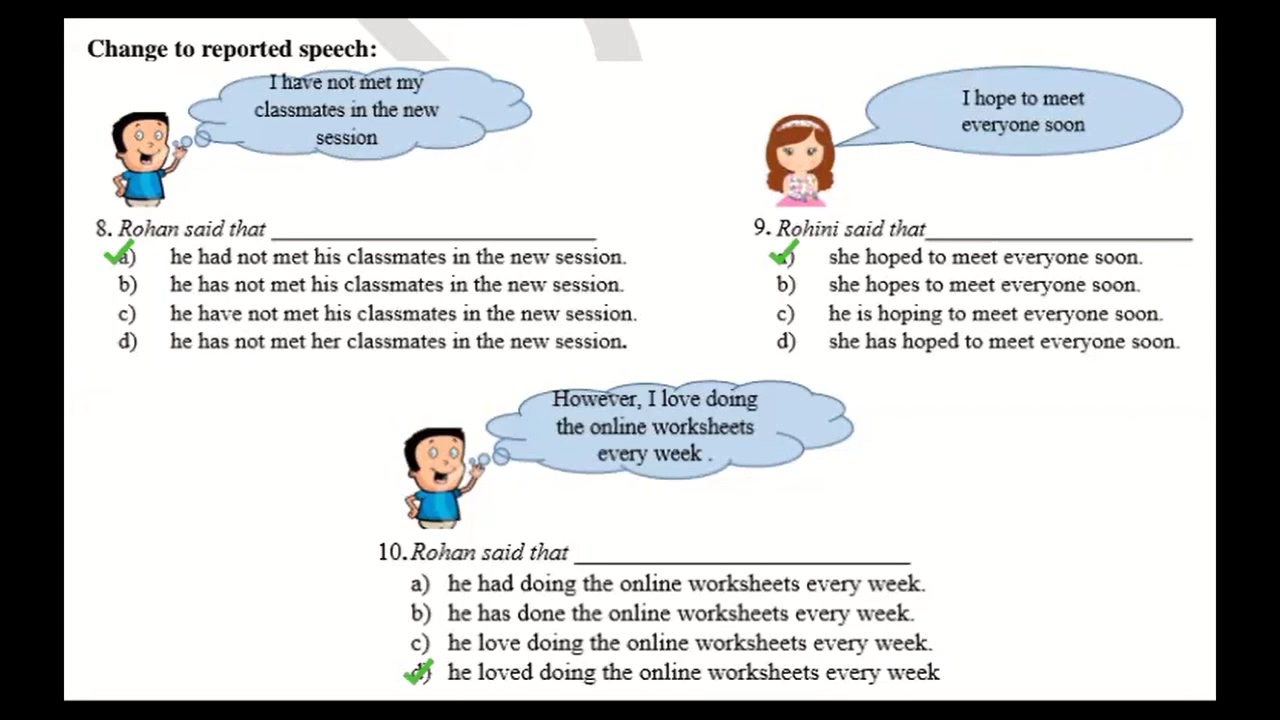 Change to reported speech:
I have not met my
classmates in the new
session
8. Rohan said that ____________________
a) he had not met his classmates in the new session.
b) he has not met his classmates in the new session.
c) he have not met his classmates in the new session.
d) he has not met her classmates in the new session.
I hope to meet
everyone soon
9. Rohini said that____________________
a) she hoped to meet everyone soon.
b) she hopes to meet everyone soon.
c) he is hoping to meet everyone soon.
d) she has hoped to meet everyone soon.
However, I love doing
the online worksheets
every week .
10. Rohan said that ____________________
a) he had doing the online worksheets every week.
b) he has done the online worksheets every week.
c) he love doing the online worksheets every week.
d) he loved doing the online worksheets every week